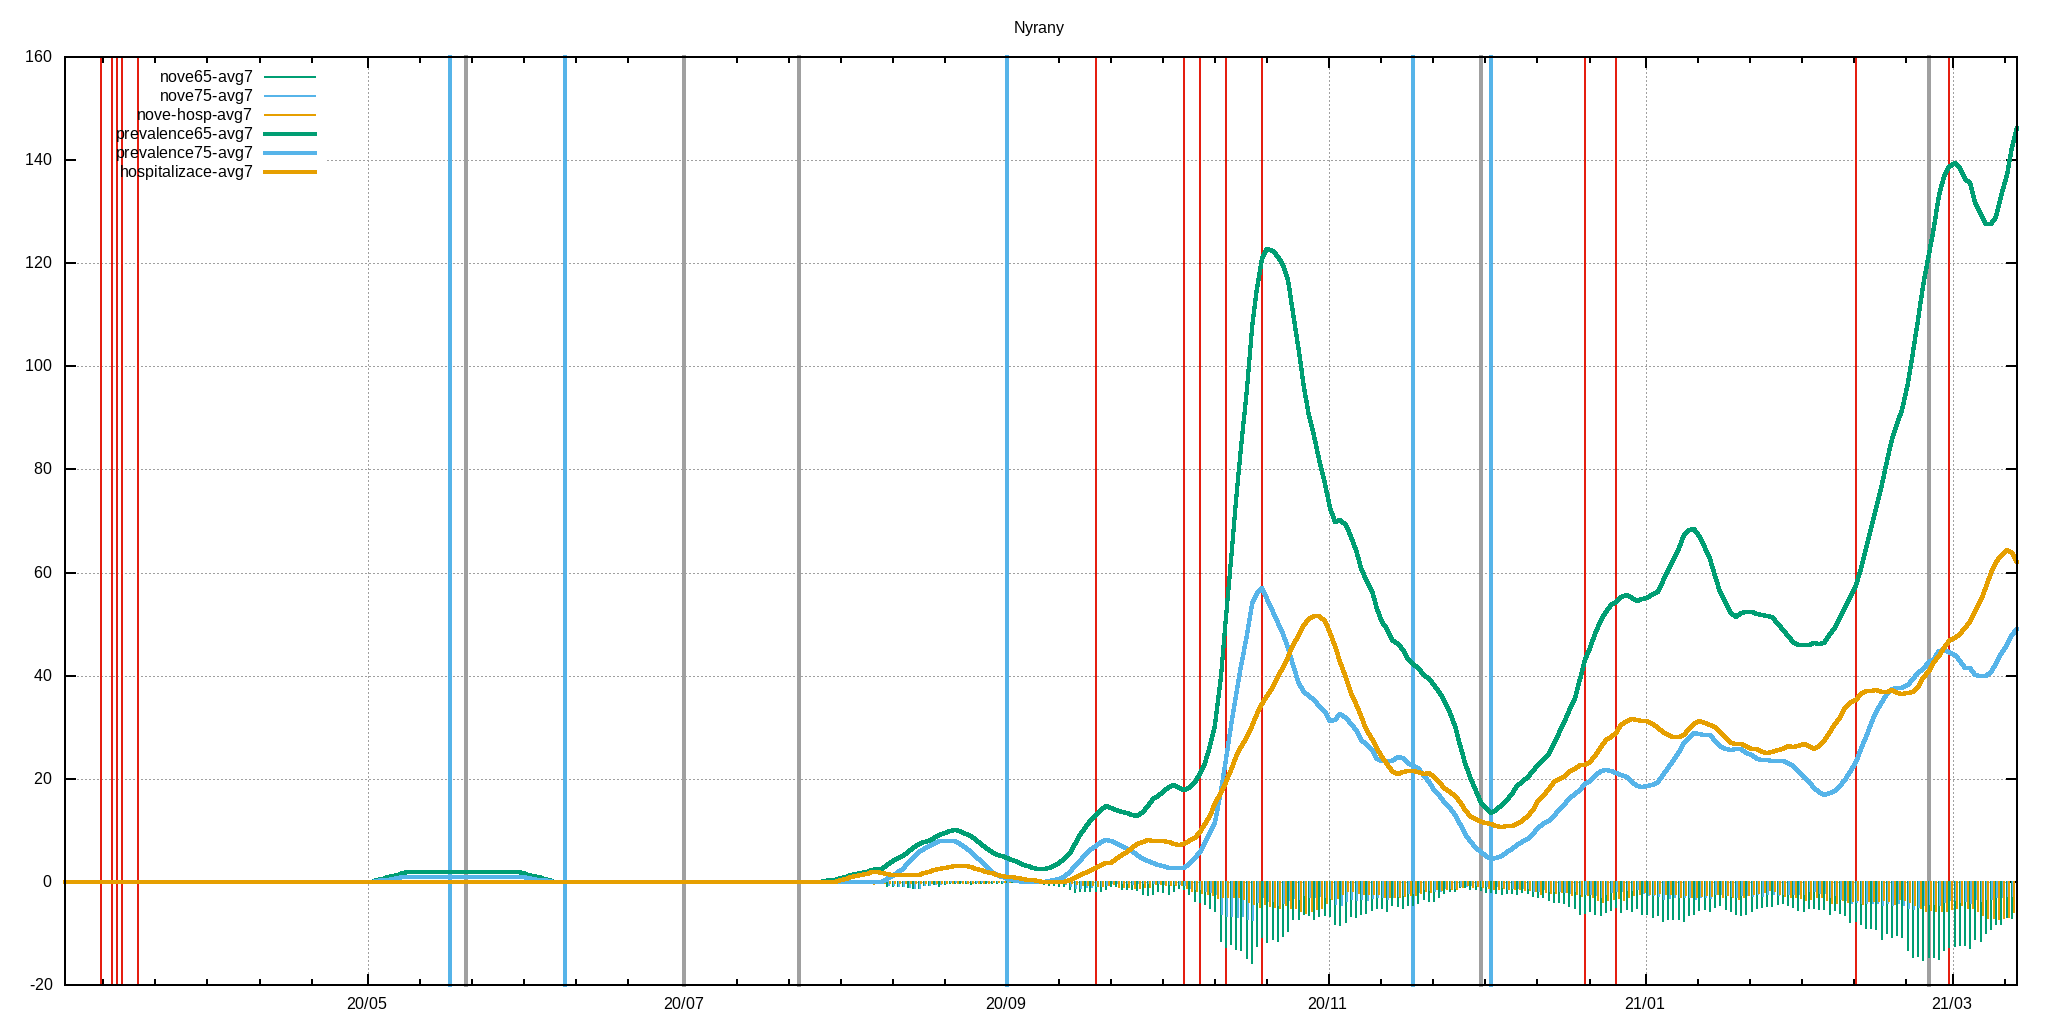 Nyrany
160
140
120
100
80
60
40
20
0
-20
nove65-avg7
nove75-avg7
nove-hosp-avg7
prevalence65-avg7
prevalence75-avg7
hospitalizace-avg7
20/05 20/07 20/09 20/11 21/01 21/03